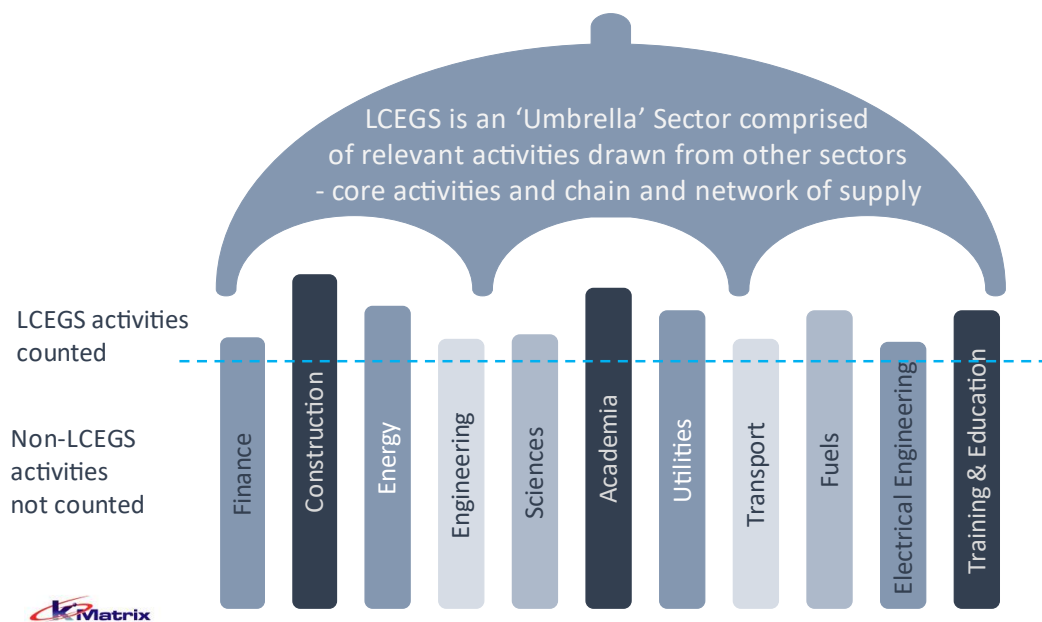 LCEGS is an ‘Umbrella’ Sector comprised
of relevant activities drawn from other sectors
- core activities and chain and network of supply
LCEGS activities
counted
Non-LCEGS
activities
not counted
Finance
Construction
Energy
Engineering
Sciences
Academia
Utilities
Transport
Fuels
Electrical Engineering
Training & Education
kMatrix